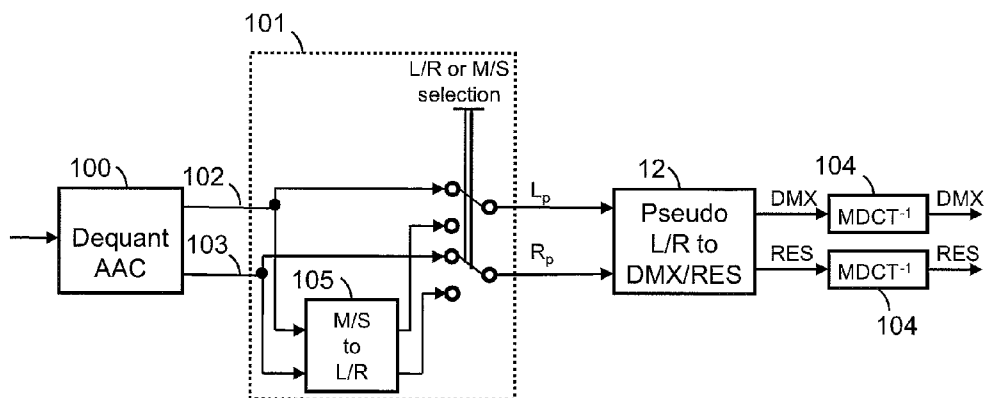 101
L/R or M/S
selection
100
102
Dequant
AAC
103
105
M/S
to
L/R
Lp
Rp
12
Pseudo
L/R to
DMX/RES
DMX
RES
104
MDCT⁻¹
DMX
MDCT⁻¹
RES
104